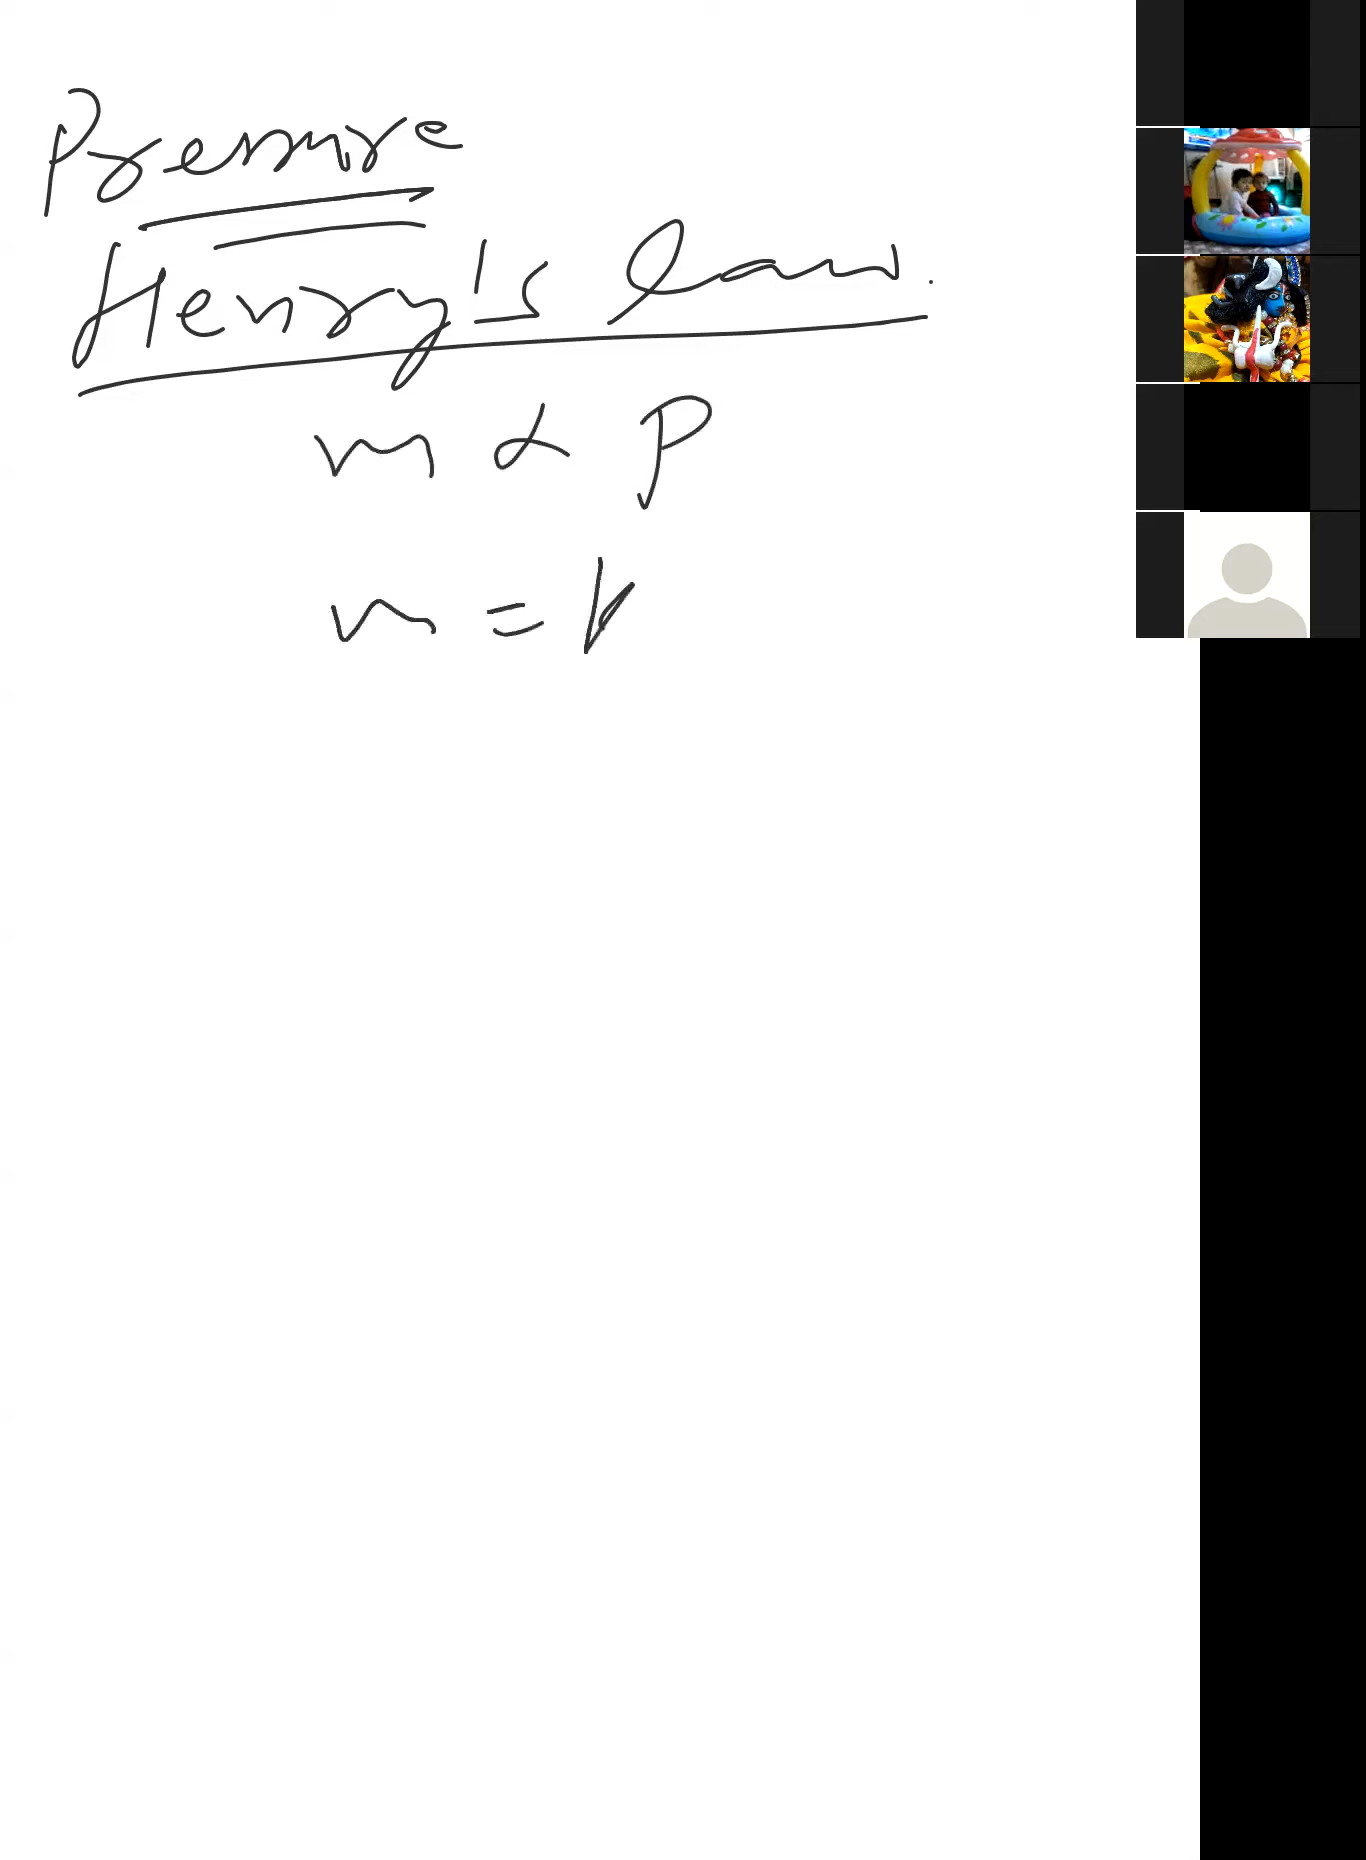 Pressure
Henry's law.
m ∝ P
m = k